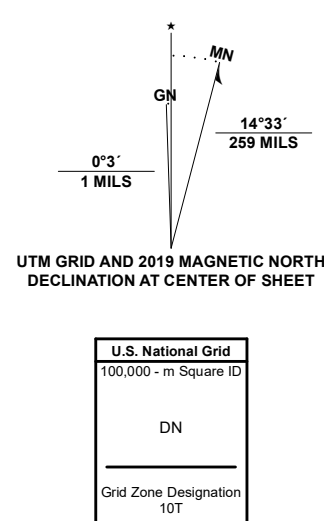 ★
MN
GN
14°33´
259 MILS
0°3´
1 MILS
UTM GRID AND 2019 MAGNETIC NORTH
DECLINATION AT CENTER OF SHEET
U.S. National Grid
100,000 - m Square ID
DN
Grid Zone Designation
10T